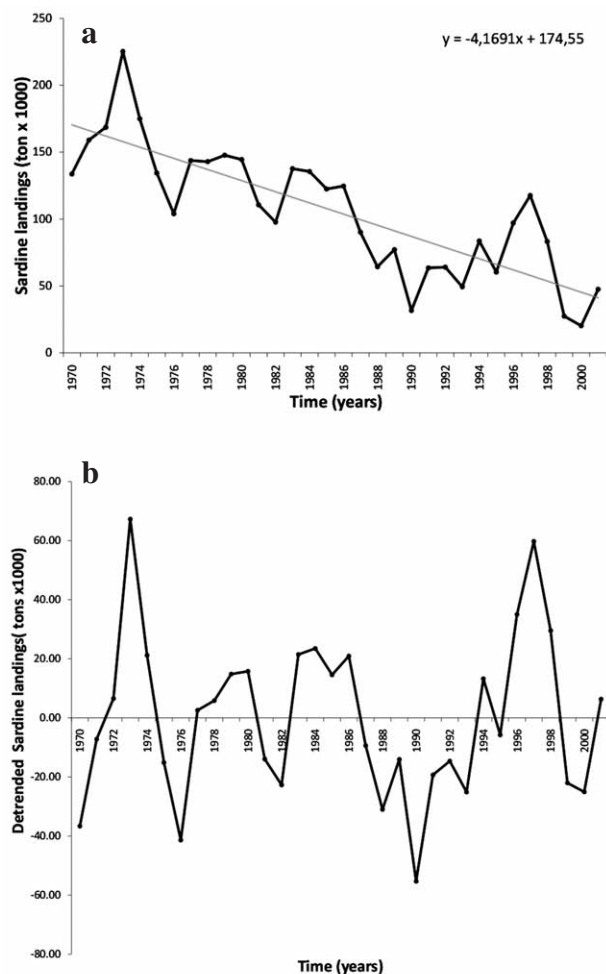 a
y = -4,1691x + 174,55
Sardine landings (ton x 1000)
250
200
150
100
50
0
1970 1972 1974 1976 1978 1980 1982 1984 1986 1988 1990 1992 1994 1996 1998 2000
Time (years)
b
Detrended Sardine landings( tons x1000)
80.00
60.00
40.00
20.00
0.00
1970 1972 1974 1976 1978 1980 1982 1984 1986 1988 1990 1992 1994 1996 1998 2000
-20.00
-40.00
-60.00
-80.00
Time (years)